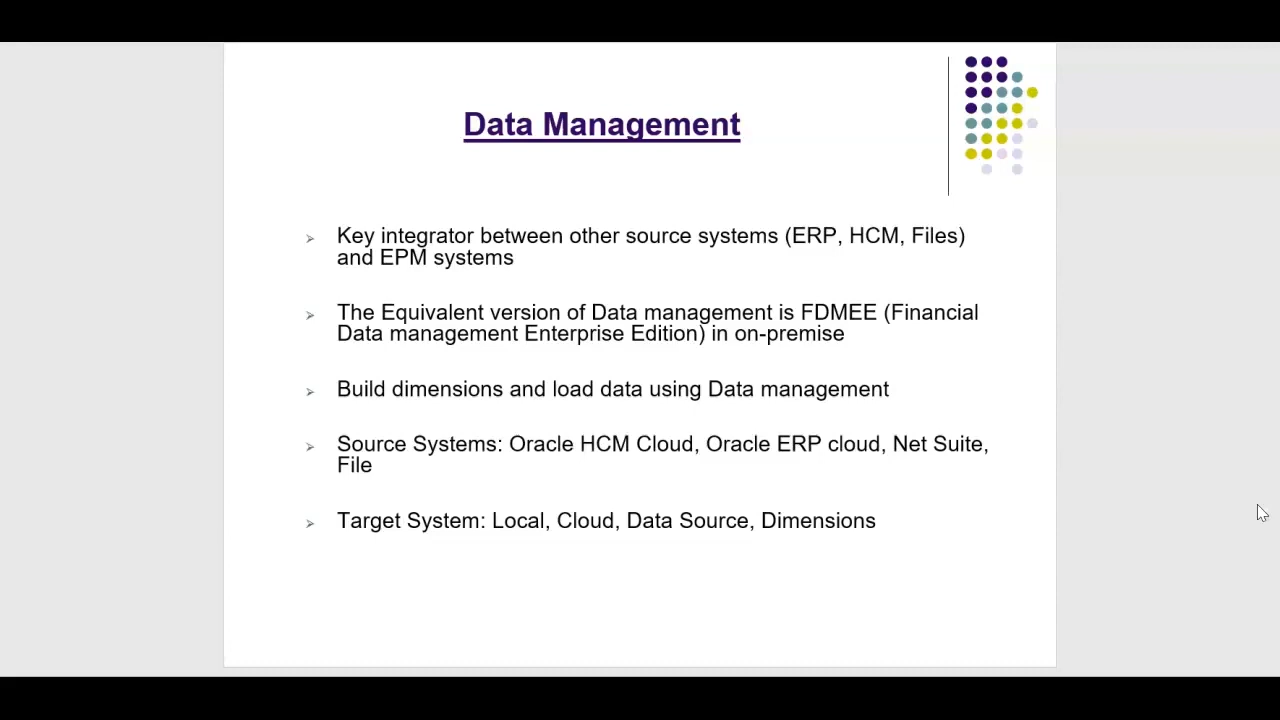 Data Management
Key integrator between other source systems (ERP, HCM, Files)
and EPM systems
The Equivalent version of Data management is FDMEE (Financial
Data management Enterprise Edition) in on-premise
Build dimensions and load data using Data management
Source Systems: Oracle HCM Cloud, Oracle ERP cloud, Net Suite,
File
Target System: Local, Cloud, Data Source, Dimensions